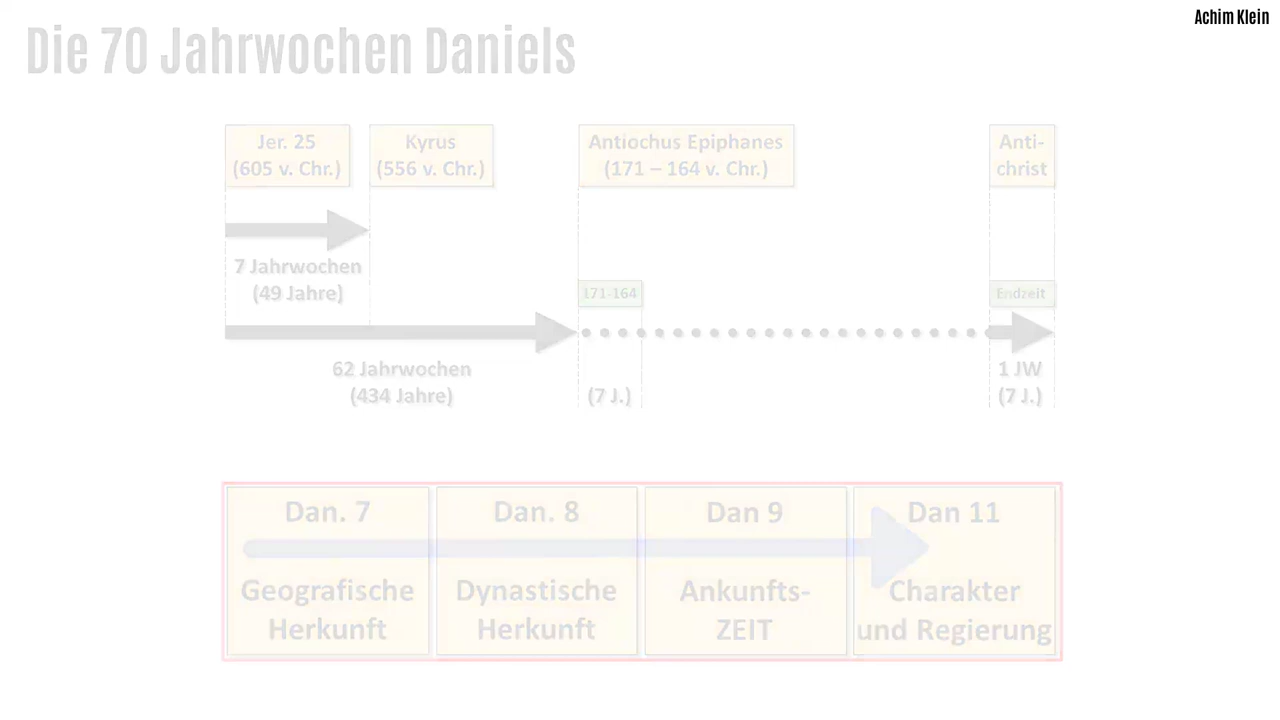 Achim Klein
Die 70 Jahrwochen Daniels
Jer. 25
(605 v. Chr.)
Kyrus
(556 v. Chr.)
Antiochus Epiphanes
(171 – 164 v. Chr.)
Anti-
christ
7 Jahrwochen
(49 Jahre)
171-164
Endzeit
62 Jahrwochen
(434 Jahre)
(7 J.)
1 JW
(7 J.)
Dan. 7
Geografische
Herkunft
Dan. 8
Dynastische
Herkunft
Dan 9
Ankunfts-
ZEIT
Dan 11
Charakter
und Regierung